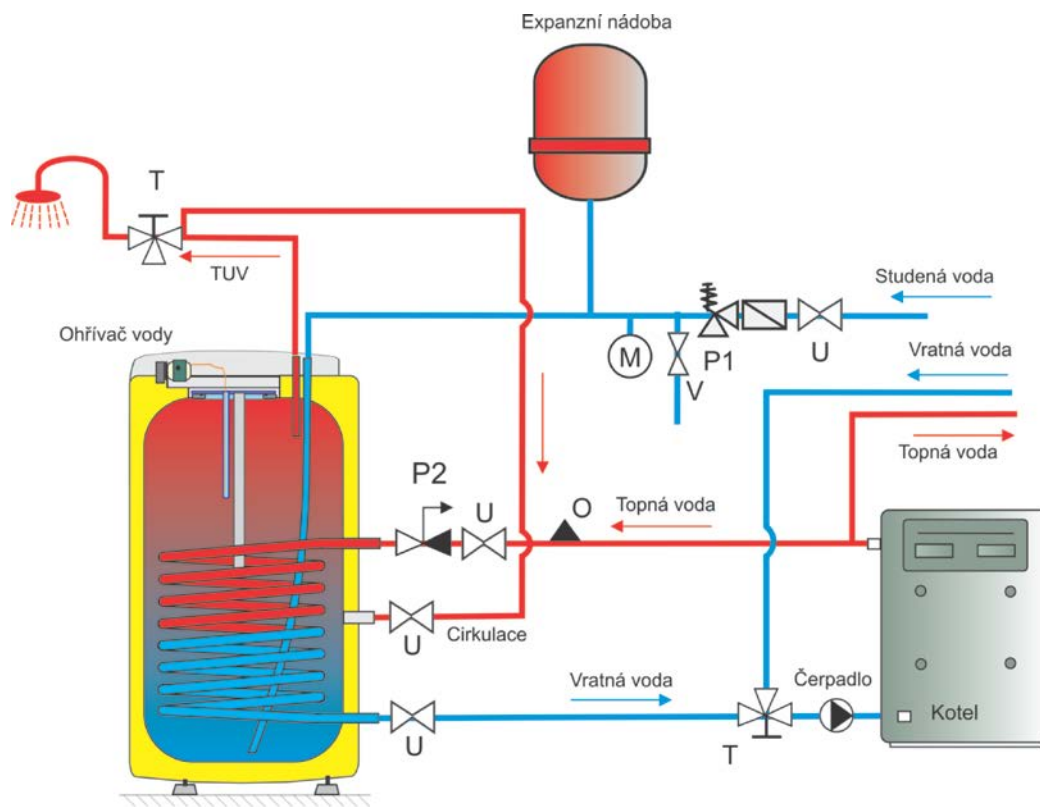 Expanzní nádoba
T
TUV
Studená voda
Ohřívač vody
M
P1
U
V
Vratná voda
Topná voda
P2
U
O
Topná voda
U
Cirkulace
Vratná voda
Čerpadlo
U
T
Kotel